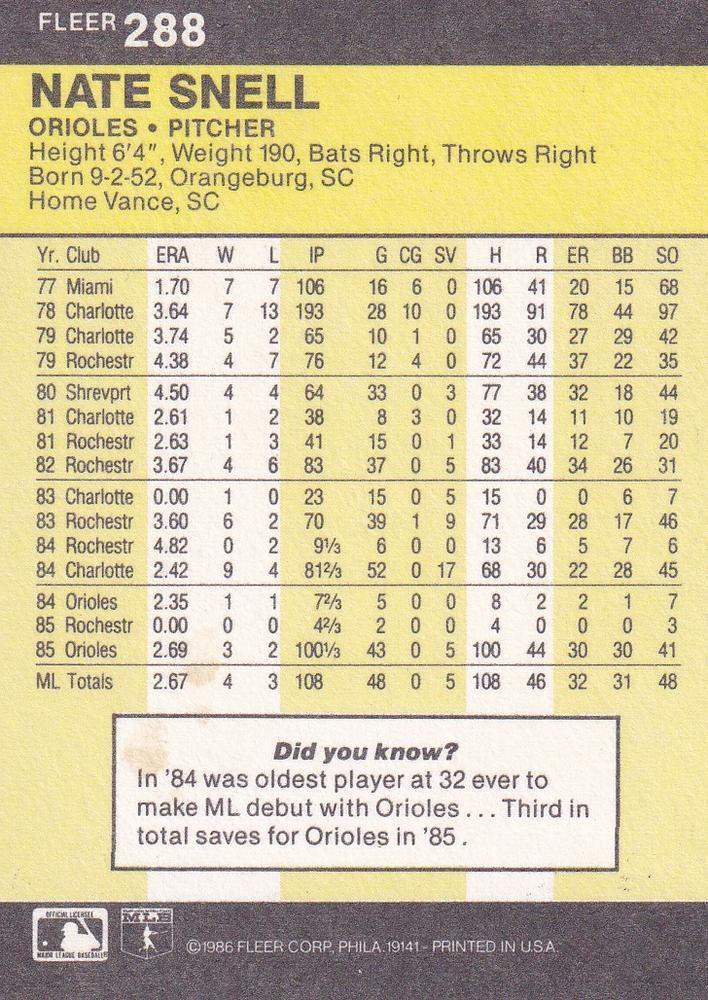 FLEER 288
NATE SNELL
ORIOLES • PITCHER
Height 6'4", Weight 190, Bats Right, Throws Right
Born 9-2-52, Orangeburg, SC
Home Vance, SC
Yr. Club ERA W L IP G CG SV H R ER BB SO
77 Miami 1.70 7 7 106 16 6 0 106 41 20 15 68
78 Charlotte 3.64 7 13 193 28 10 0 193 91 78 44 97
79 Charlotte 3.74 5 2 65 10 1 0 65 30 27 29 42
79 Rochestr 4.38 4 7 76 12 4 0 72 44 37 22 35
80 Shrevprt 4.50 4 4 64 33 0 3 77 38 32 18 44
81 Charlotte 2.61 1 2 38 8 3 0 32 14 11 10 19
81 Rochestr 2.63 1 3 41 15 0 1 33 14 12 7 20
82 Rochestr 3.67 4 6 83 37 0 5 83 40 34 26 31
83 Charlotte 0.00 1 0 23 15 0 5 15 0 0 6 7
83 Rochestr 3.60 6 2 70 39 1 9 71 29 28 17 46
84 Rochestr 4.82 0 2 9 1/3 6 0 0 13 6 5 7 6
84 Charlotte 2.42 9 4 81 2/3 52 0 17 68 30 22 28 45
84 Orioles 2.35 1 1 7 2/3 5 0 0 8 2 2 1 7
85 Rochestr 0.00 0 0 4 2/3 2 0 0 4 0 0 0 3
85 Orioles 2.69 3 2 100 1/3 43 0 5 100 44 30 30 41
ML Totals 2.67 4 3 108 48 0 5 108 46 32 31 48
Did you know?
In '84 was oldest player at 32 ever to
make ML debut with Orioles... Third in
total saves for Orioles in '85.
OFFICIAL LICENSEE
MAJOR LEAGUE BASEBALL
©1986 FLEER CORP., PHILA. 19141 - PRINTED IN U.S.A.